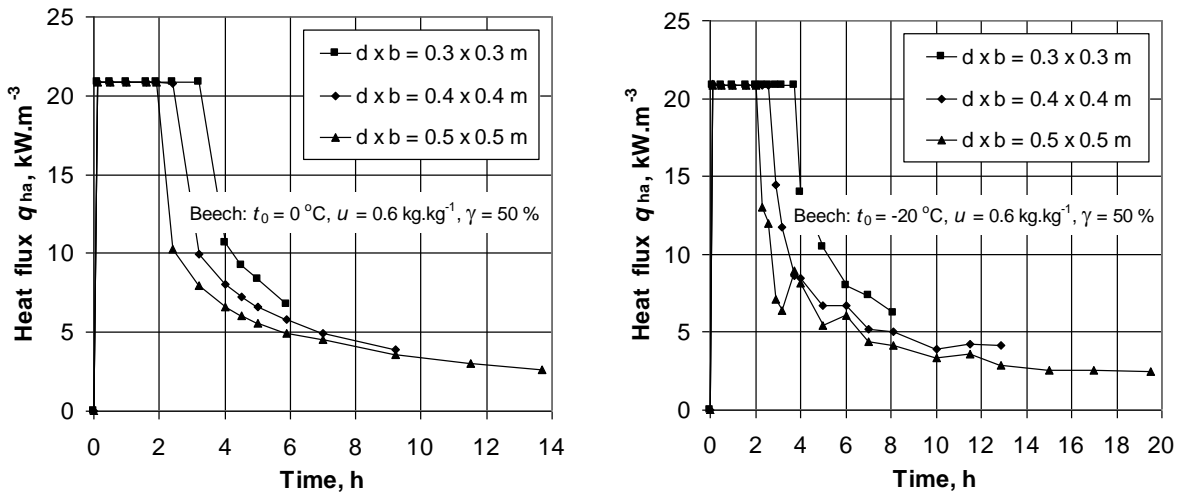 25
20
15
10
5
0
Heat flux q ha, kW.m⁻³
d x b = 0.3 x 0.3 m
d x b = 0.4 x 0.4 m
d x b = 0.5 x 0.5 m
Beech: t₀ = 0 °C, u = 0.6 kg.kg⁻¹, γ = 50 %
0 2 4 6 8 10 12 14
Time, h
25
20
15
10
5
0
Heat flux q ha, kW.m⁻³
d x b = 0.3 x 0.3 m
d x b = 0.4 x 0.4 m
d x b = 0.5 x 0.5 m
Beech: t₀ = -20 °C, u = 0.6 kg.kg⁻¹, γ = 50 %
0 2 4 6 8 10 12 14 16 18 20
Time, h